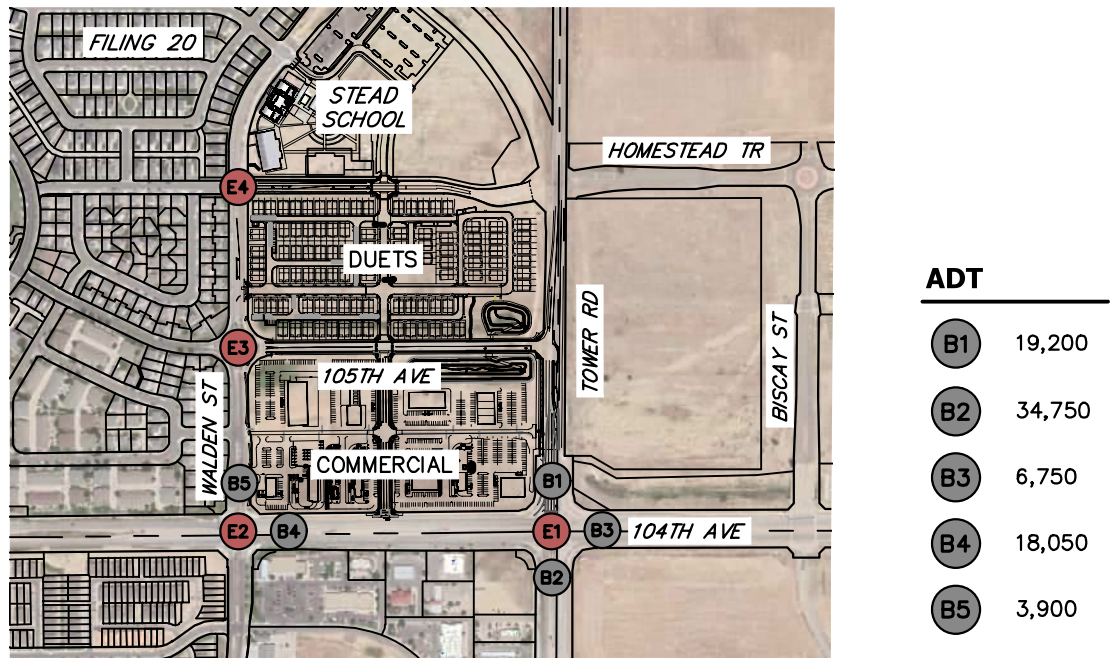 FILING 20
STEAD
SCHOOL
HOMESTEAD TR
E4
DUETS
TOWER RD
BISCAY ST
E3
105TH AVE
WALDEN ST
COMMERCIAL
B5
B1
E2
B4
E1
B3
104TH AVE
B2
ADT
B1 19,200
B2 34,750
B3 6,750
B4 18,050
B5 3,900